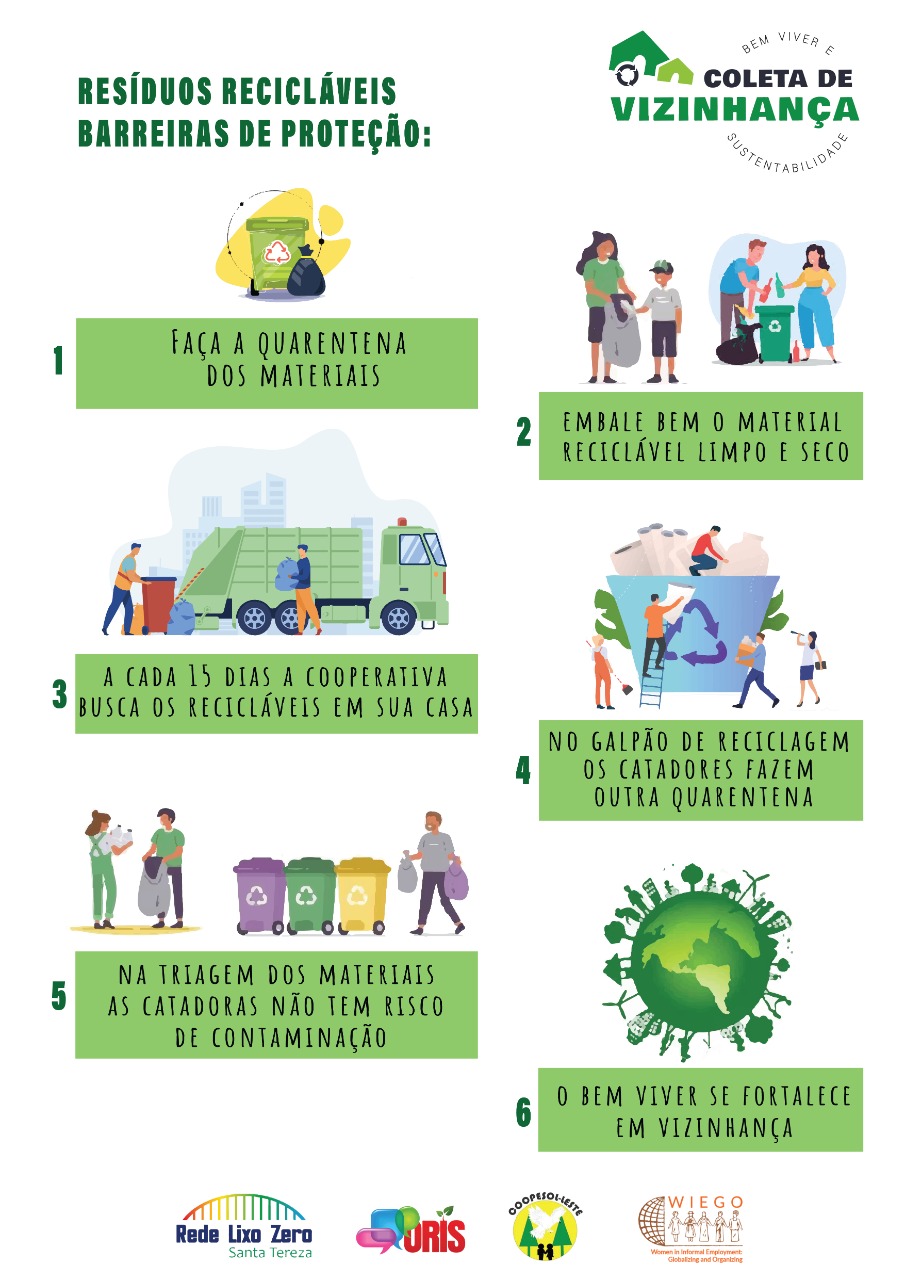 RESÍDUOS RECICLÁVEIS
BARREIRAS DE PROTEÇÃO:
BEM VIVER E
COLETA DE
VIZINHANÇA
SUSTENTABILIDADE
1
FAÇA A QUARENTENA
DOS MATERIAIS
2
EMBALE BEM O MATERIAL
RECICLÁVEL LIMPO E SECO
3
A CADA 15 DIAS A COOPERATIVA
BUSCA OS RECICLÁVEIS EM SUA CASA
4
NO GALPÃO DE RECICLAGEM
OS CATADORES FAZEM
OUTRA QUARENTENA
5
NA TRIAGEM DOS MATERIAIS
AS CATADORAS NÃO TEM RISCO
DE CONTAMINAÇÃO
6
O BEM VIVER SE FORTALECE
EM VIZINHANÇA
Rede Lixo Zero
Santa Tereza
ORIS
COOPESOL-LESTE
WIEGO
Women in Informal Employment:
Globalizing and Organizing